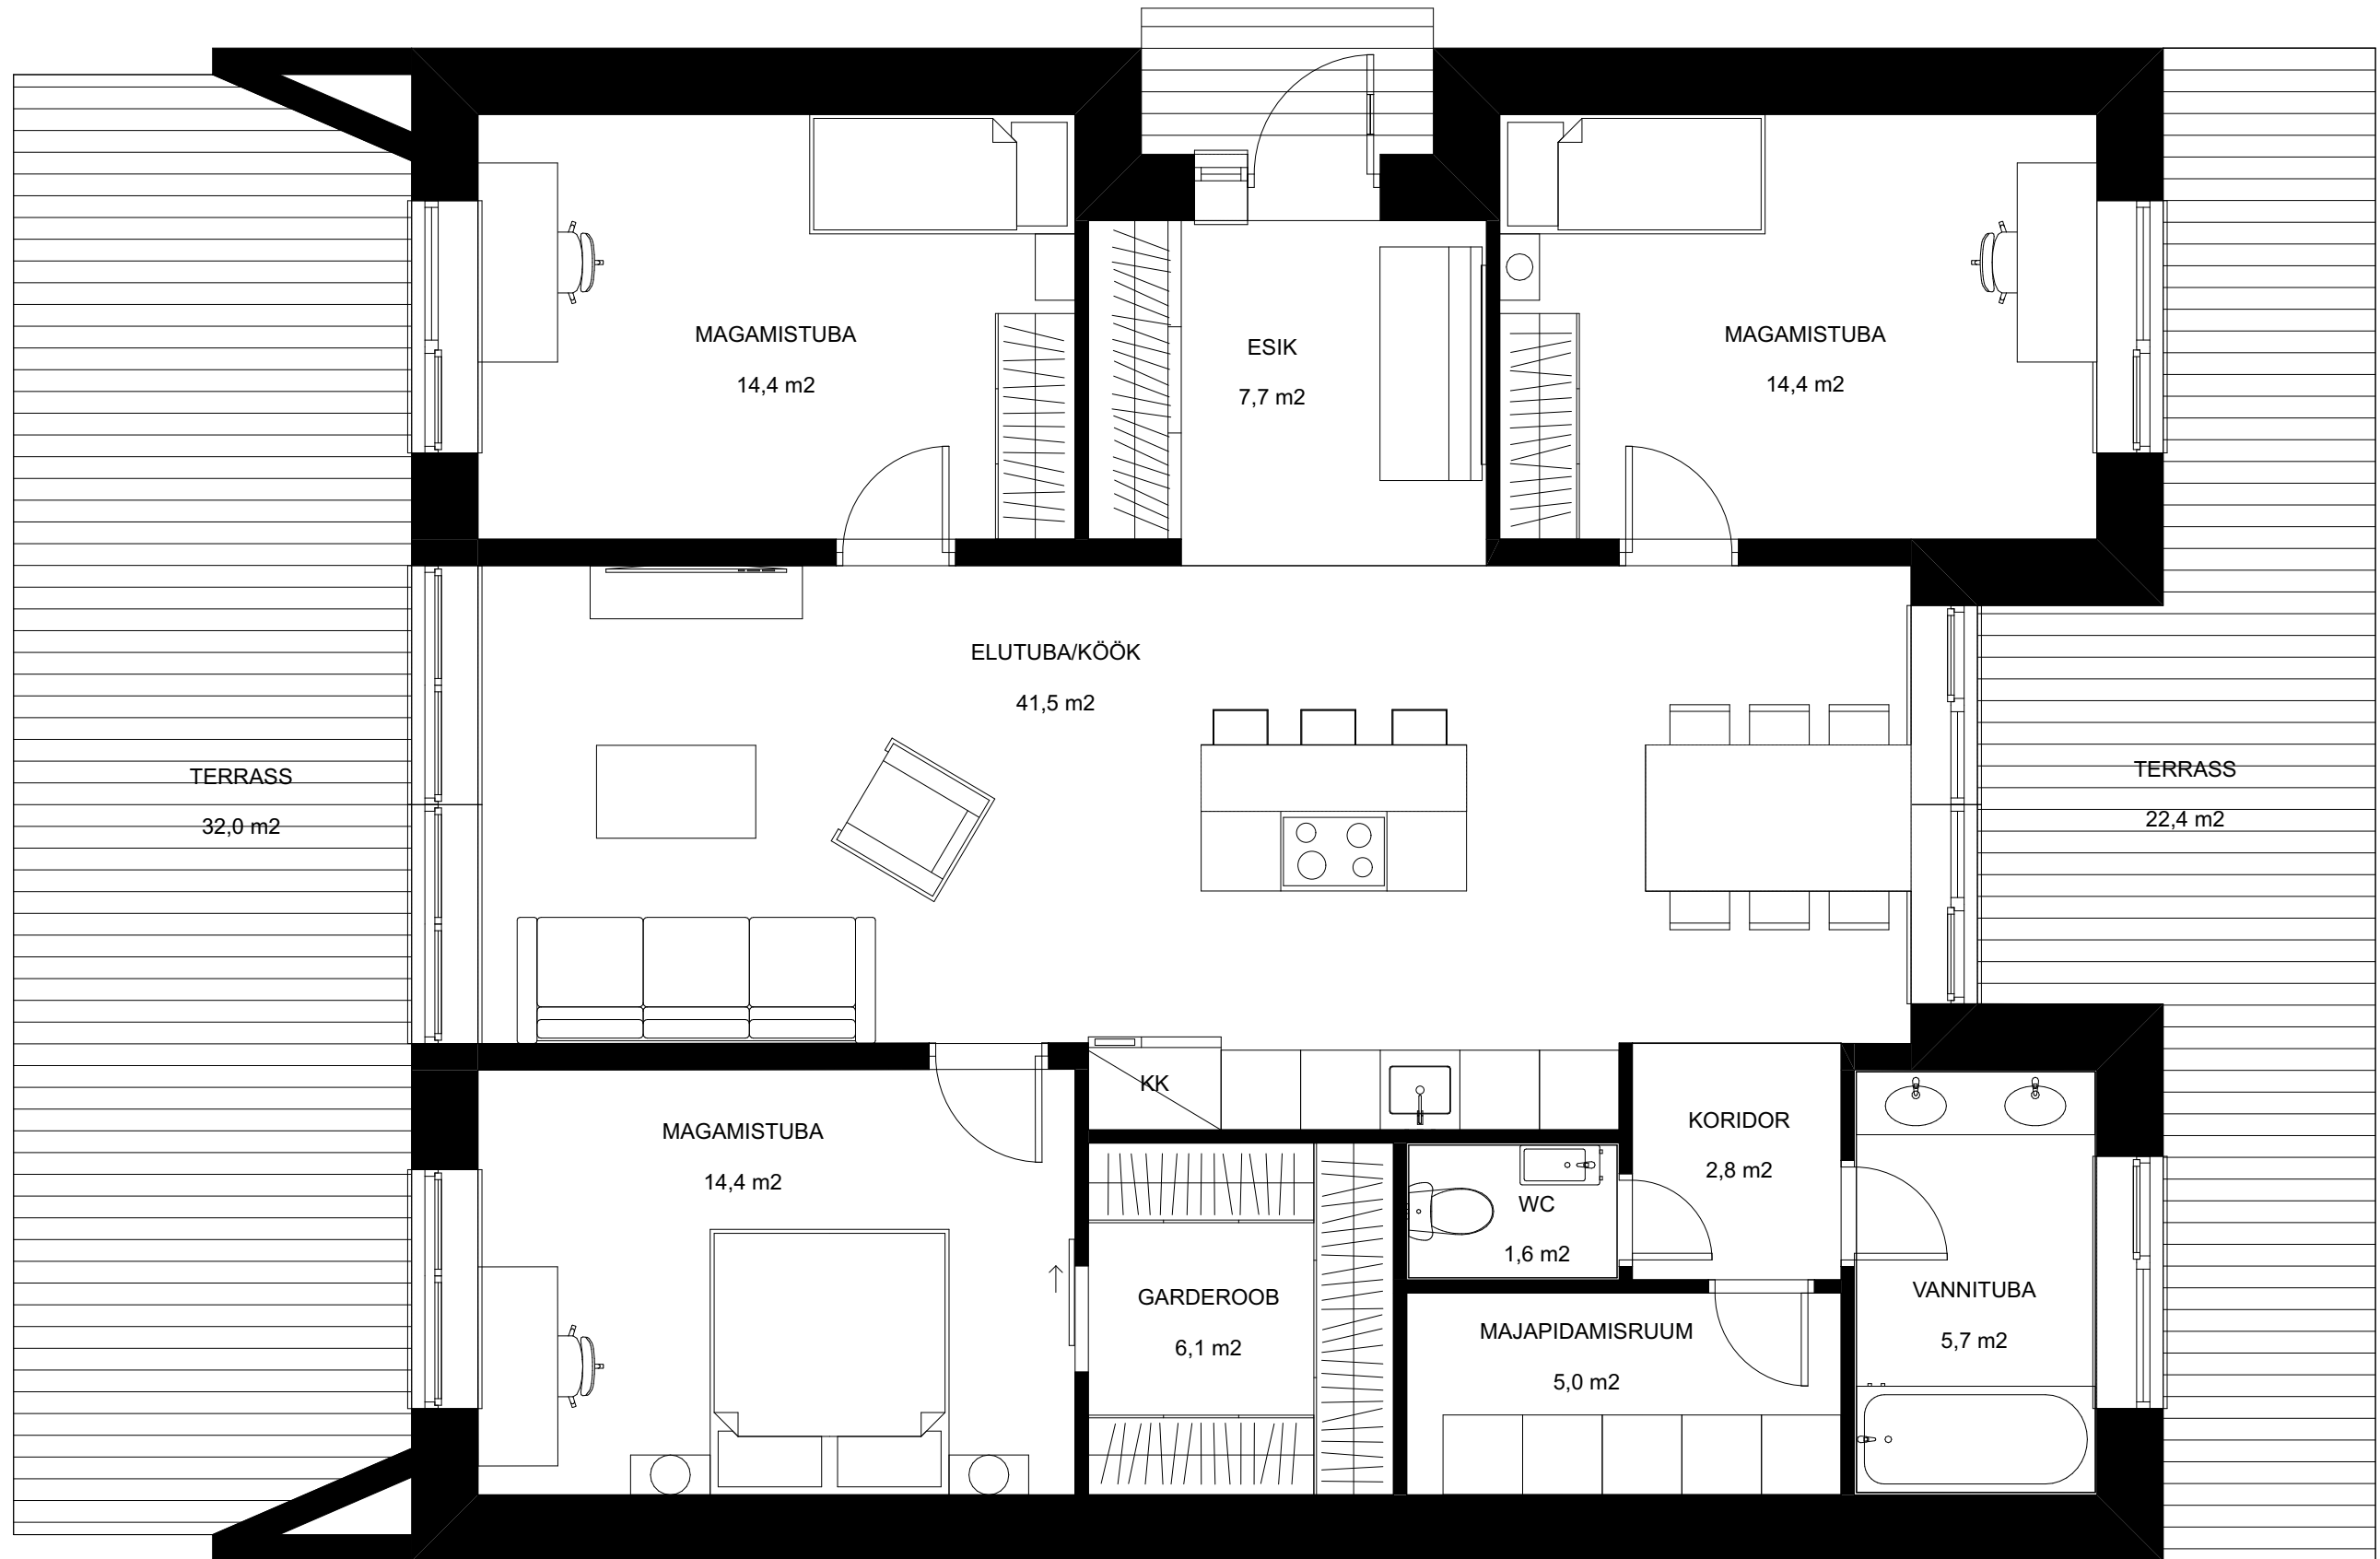 MAGAMISTUBA
14,4 m2
ESIK
7,7 m2
MAGAMISTUBA
14,4 m2
ELUTUBA/KÖÖK
41,5 m2
TERRASS
32,0 m2
TERRASS
22,4 m2
KK
MAGAMISTUBA
14,4 m2
KORIDOR
2,8 m2
WC
1,6 m2
GARDEROOB
6,1 m2
MAJAPIDAMISRUUM
5,0 m2
VANNITUBA
5,7 m2